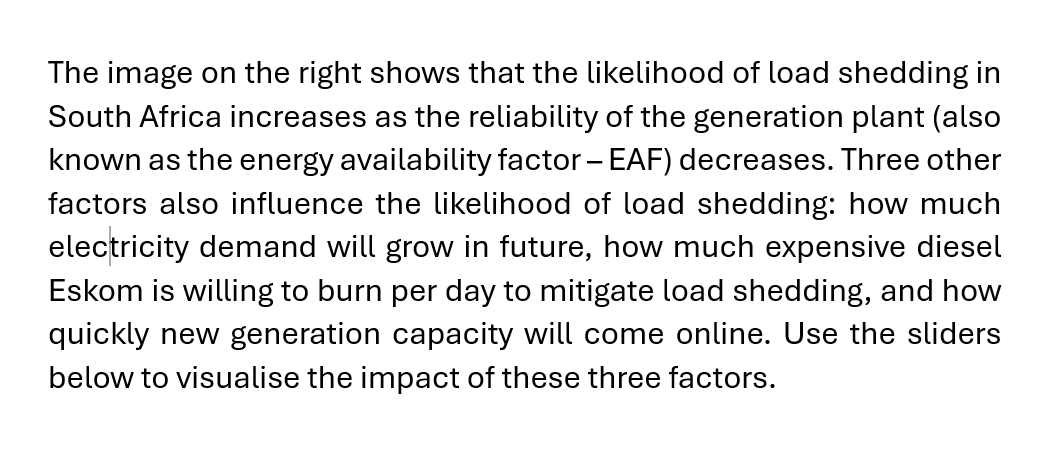 The image on the right shows that the likelihood of load shedding in
South Africa increases as the reliability of the generation plant (also
known as the energy availability factor – EAF) decreases. Three other
factors also influence the likelihood of load shedding: how much
electricity demand will grow in future, how much expensive diesel
Eskom is willing to burn per day to mitigate load shedding, and how
quickly new generation capacity will come online. Use the sliders
below to visualise the impact of these three factors.